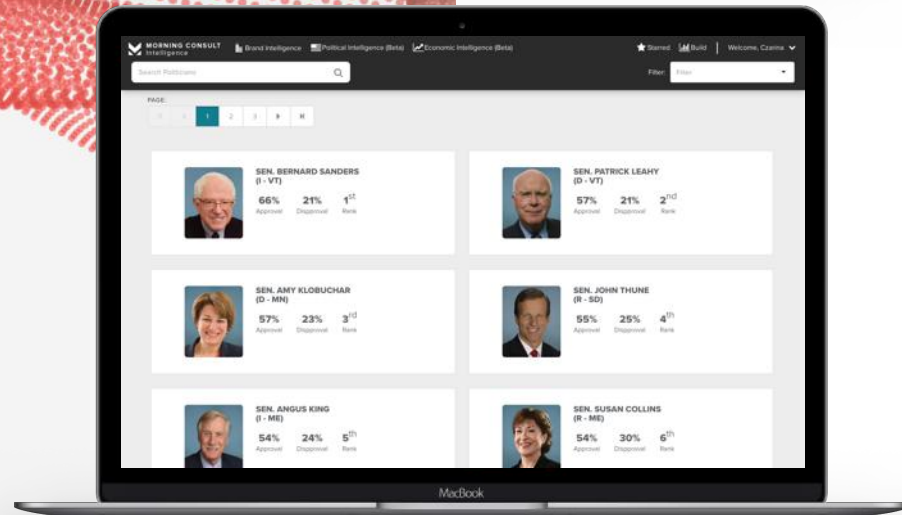 MORNING CONSULT
Intelligence
Brand Intelligence Political Intelligence (Beta) Economic Intelligence (Beta) Starred Build Welcome, Czarina
Search Politicians
Filter: Filter
PAGE:
1 2 3
SEN. BERNARD SANDERS
(I - VT)
66% 21% 1st
Approval Disapproval Rank
SEN. PATRICK LEAHY
(D - VT)
57% 21% 2nd
Approval Disapproval Rank
SEN. AMY KLOBUCHAR
(D - MN)
57% 23% 3rd
Approval Disapproval Rank
SEN. JOHN THUNE
(R - SD)
55% 25% 4th
Approval Disapproval Rank
SEN. ANGUS KING
(I - ME)
54% 24% 5th
Approval Disapproval Rank
SEN. SUSAN COLLINS
(R - ME)
54% 30% 6th
Approval Disapproval Rank
MacBook